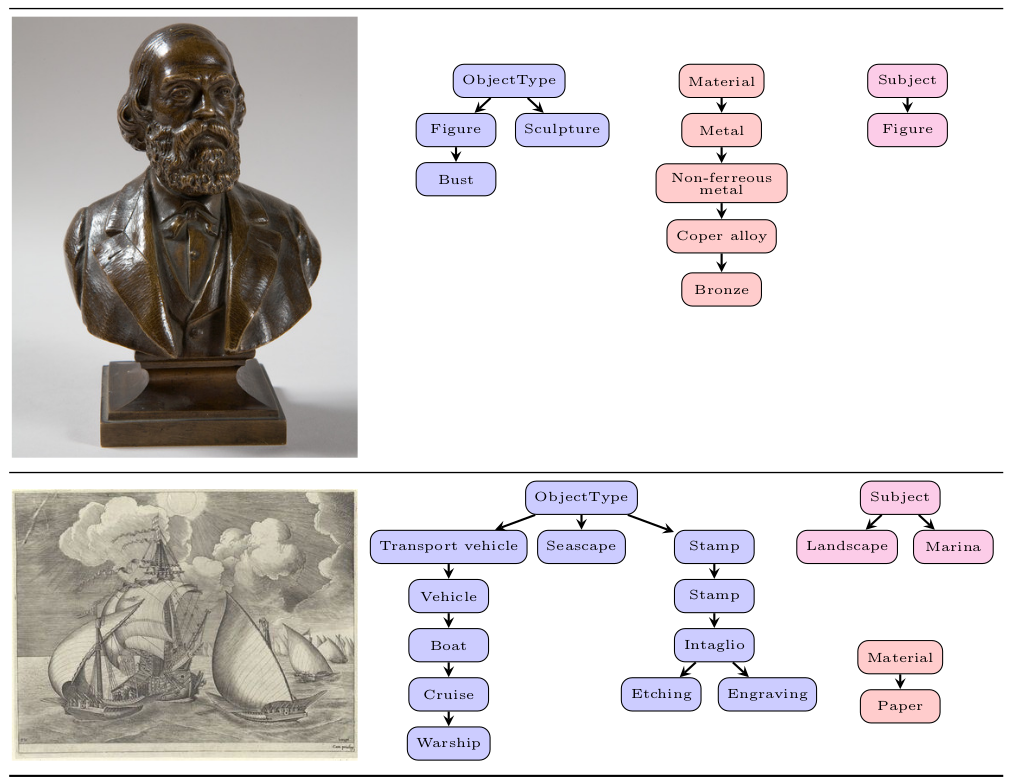 ObjectType
Material
Subject
Figure
Sculpture
Metal
Figure
Bust
Non-ferreous
metal
Coper alloy
Bronze
ObjectType
Subject
Transport vehicle
Seascape
Stamp
Landscape
Marina
Vehicle
Stamp
Boat
Intaglio
Material
Cruise
Etching
Engraving
Paper
Warship